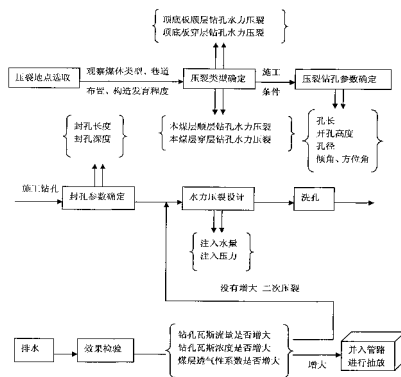 顶底板顺层钻孔水力压裂
顶底板穿层钻孔水力压裂
压裂地点选取
观察媒体类型、巷道
布置、构造发育程度
压裂类型确定
施工
条件
压裂钻孔参数确定
封孔长度
封孔深度
本煤层顺层钻孔水力压裂
本煤层穿层钻孔水力压裂
孔长
开孔高度
孔径
倾角、方位角
施工钻孔
封孔参数确定
水力压裂设计
洗孔
注入水量
注入压力
没有增大 二次压裂
排水
效果检验
钻孔瓦斯流量是否增大
钻孔瓦斯浓度是否增大
煤层透气性系数是否增大
增大
并入管路
进行抽放